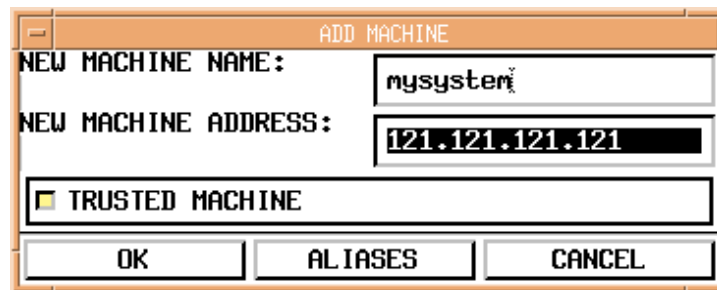 ADD MACHINE
NEW MACHINE NAME:
mysystem
NEW MACHINE ADDRESS:
121.121.121.121
TRUSTED MACHINE
OK
ALIASES
CANCEL